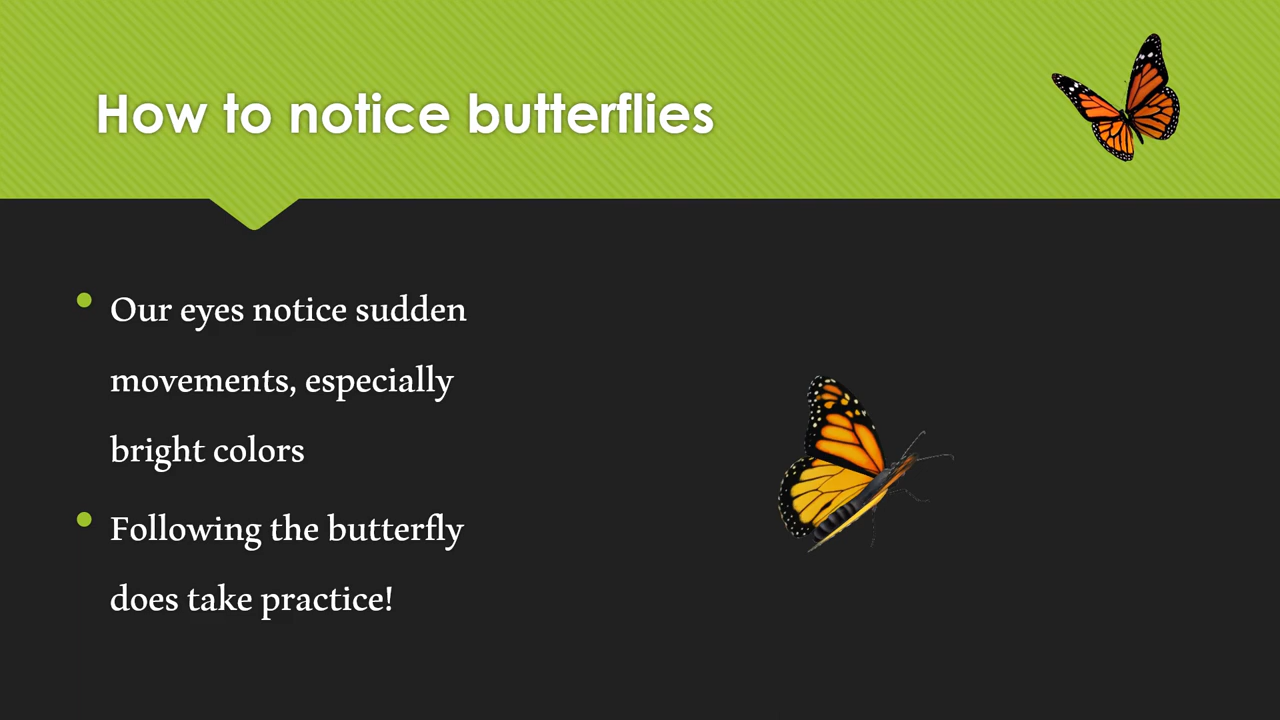 How to notice butterflies
Our eyes notice sudden
movements, especially
bright colors
Following the butterfly
does take practice!